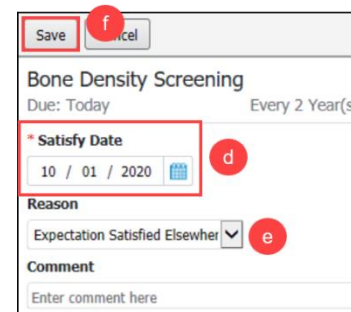 Save f cel
Bone Density Screening
Due: Today Every 2 Year(s
* Satisfy Date
10 / 01 / 2020 d
Reason
Expectation Satisfied Elsewher e
Comment
Enter comment here